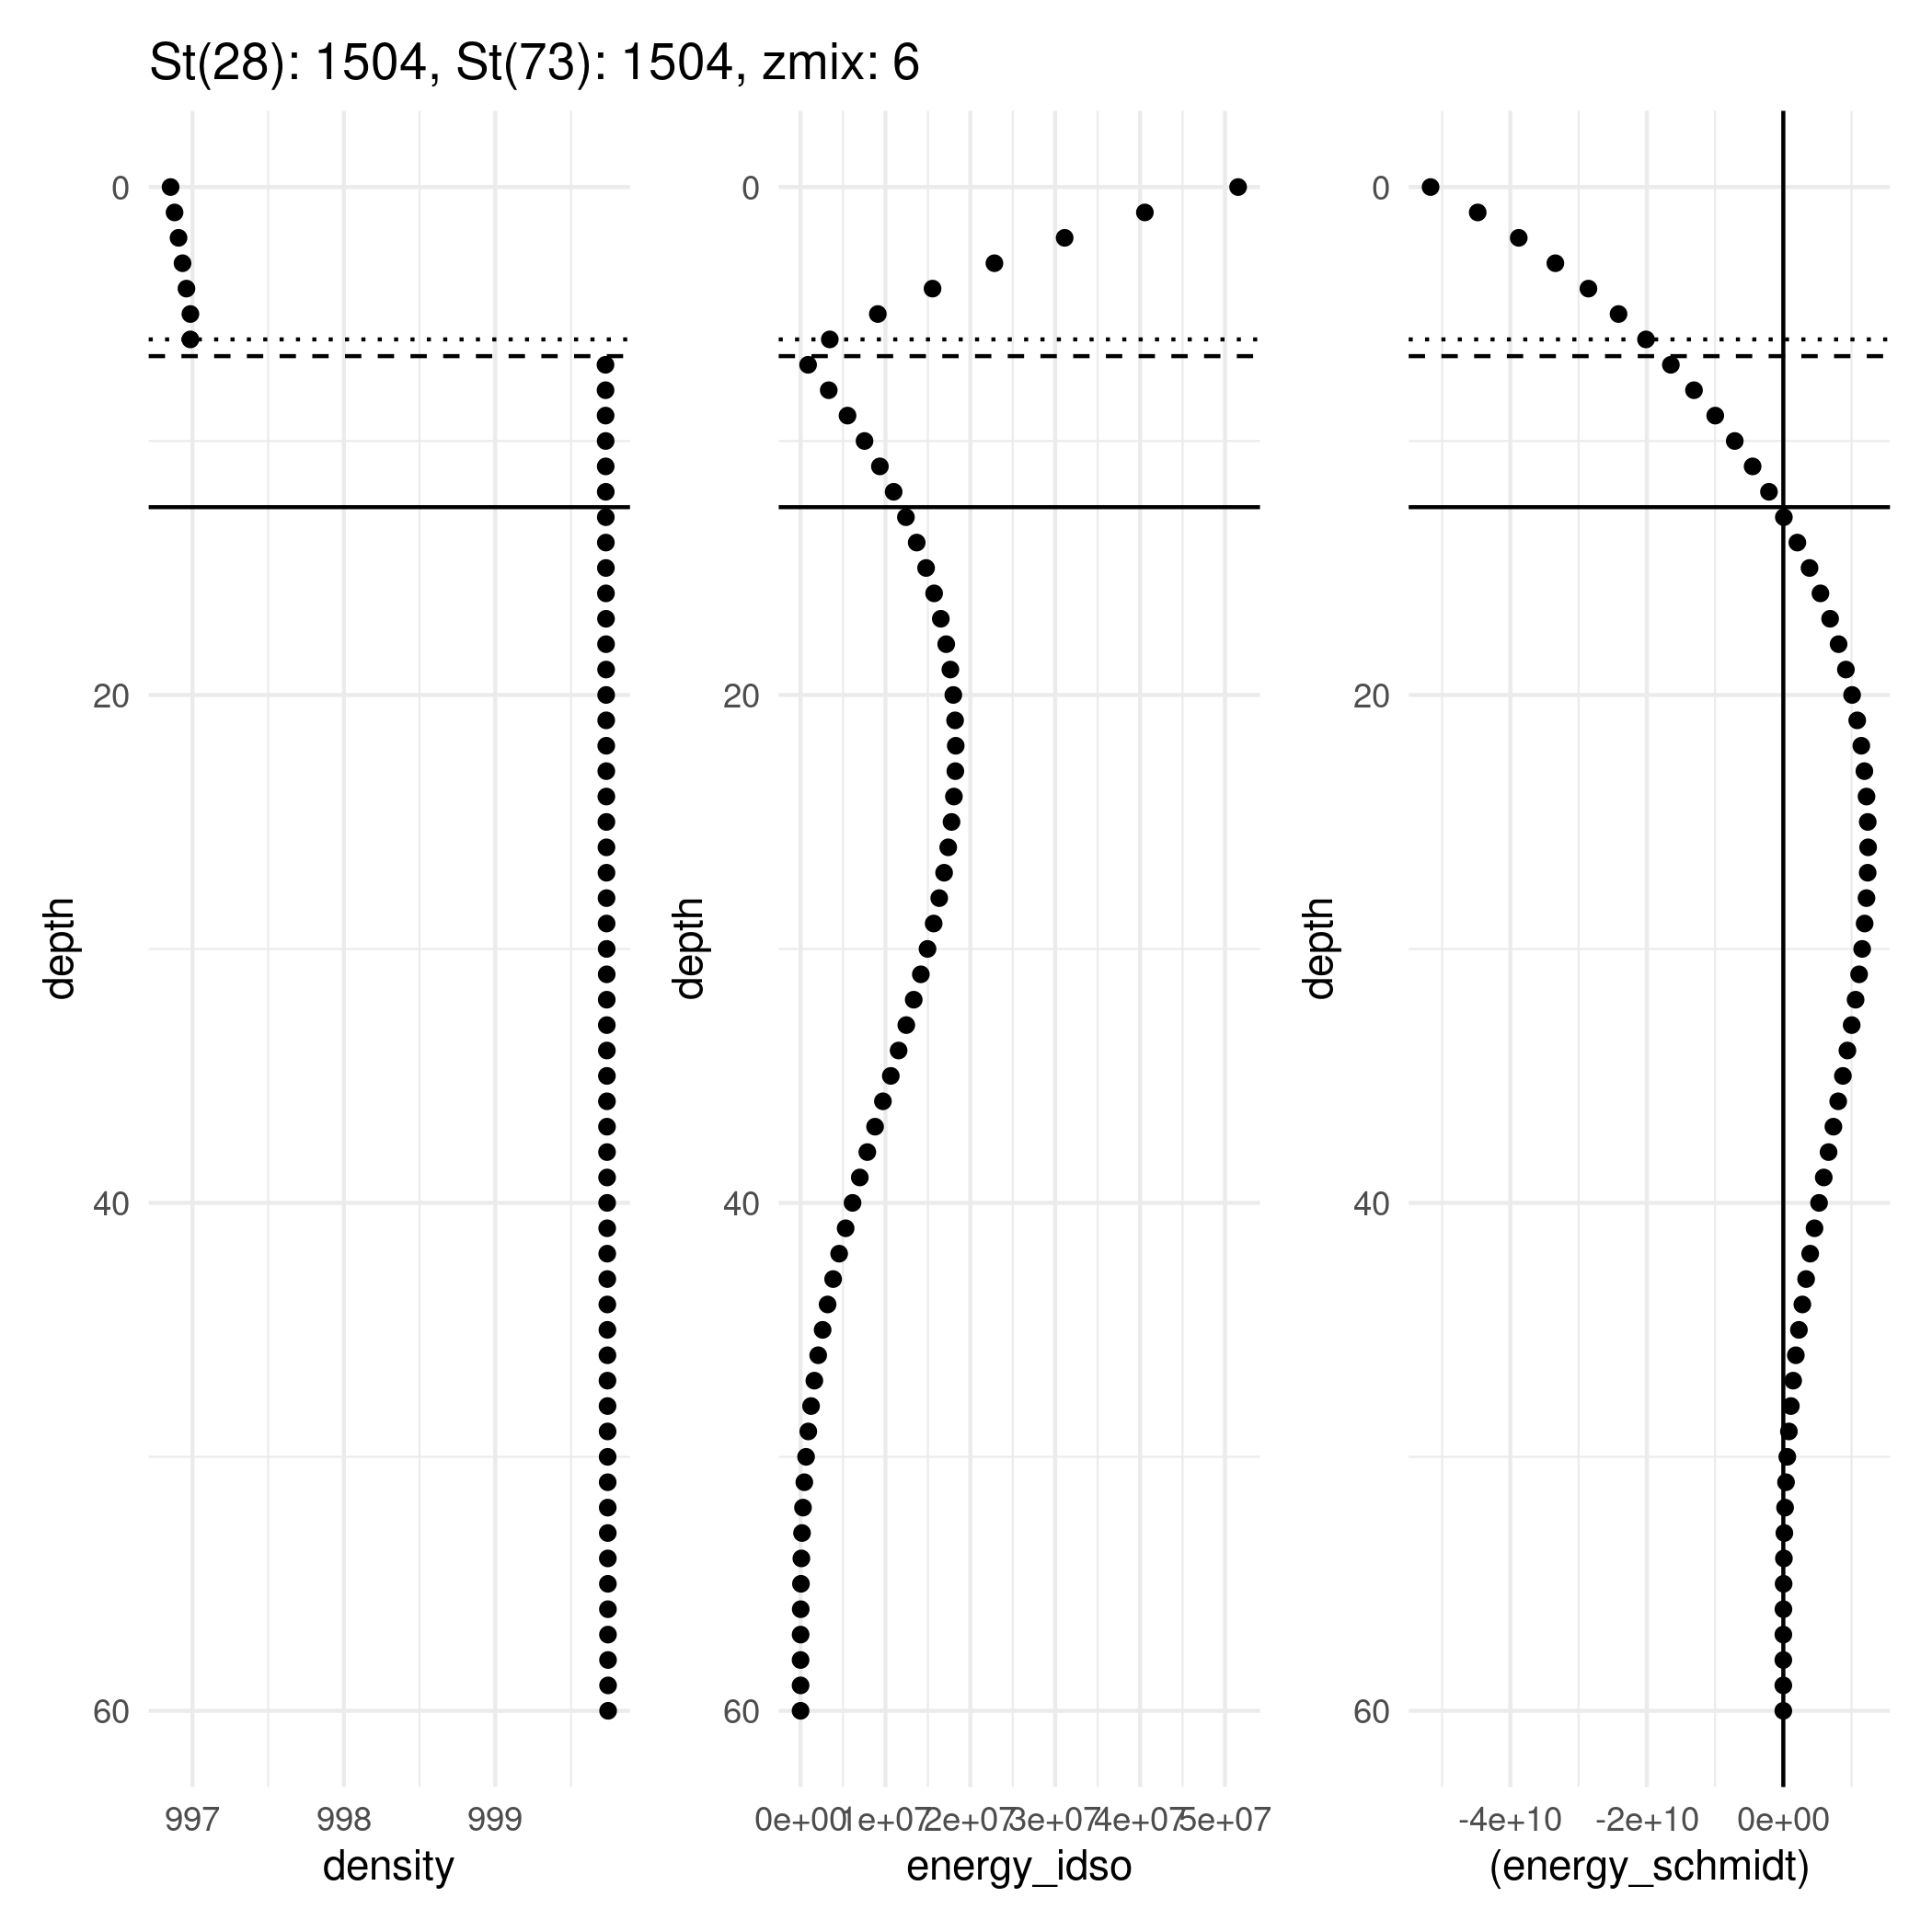 St(28): 1504, St(73): 1504, zmix: 6
0
20
40
60
depth
997 998 999
density
0
20
40
60
depth
0e+00 1e+07 2e+07 3e+07 4e+07 5e+07
energy_idso
0
20
40
60
depth
-4e+10 -2e+10 0e+00
(energy_schmidt)